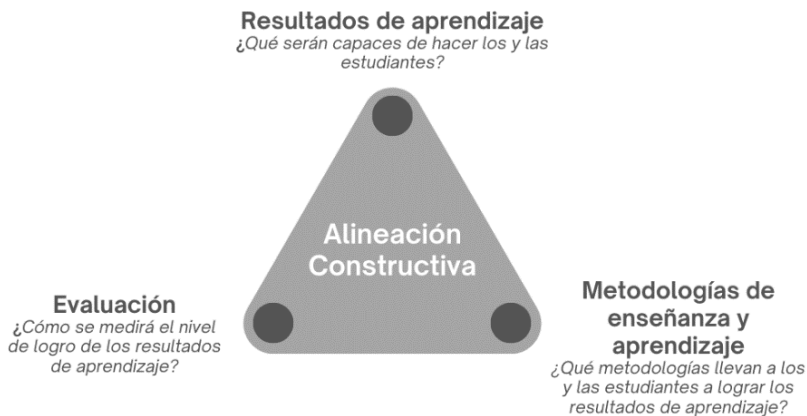 Resultados de aprendizaje
¿Qué serán capaces de hacer los y las
estudiantes?
Alineación
Constructiva
Evaluación
¿Cómo se medirá el nivel
de logro de los resultados
de aprendizaje?
Metodologías de
enseñanza y
aprendizaje
¿Qué metodologías llevan a los
y las estudiantes a lograr los
resultados de aprendizaje?